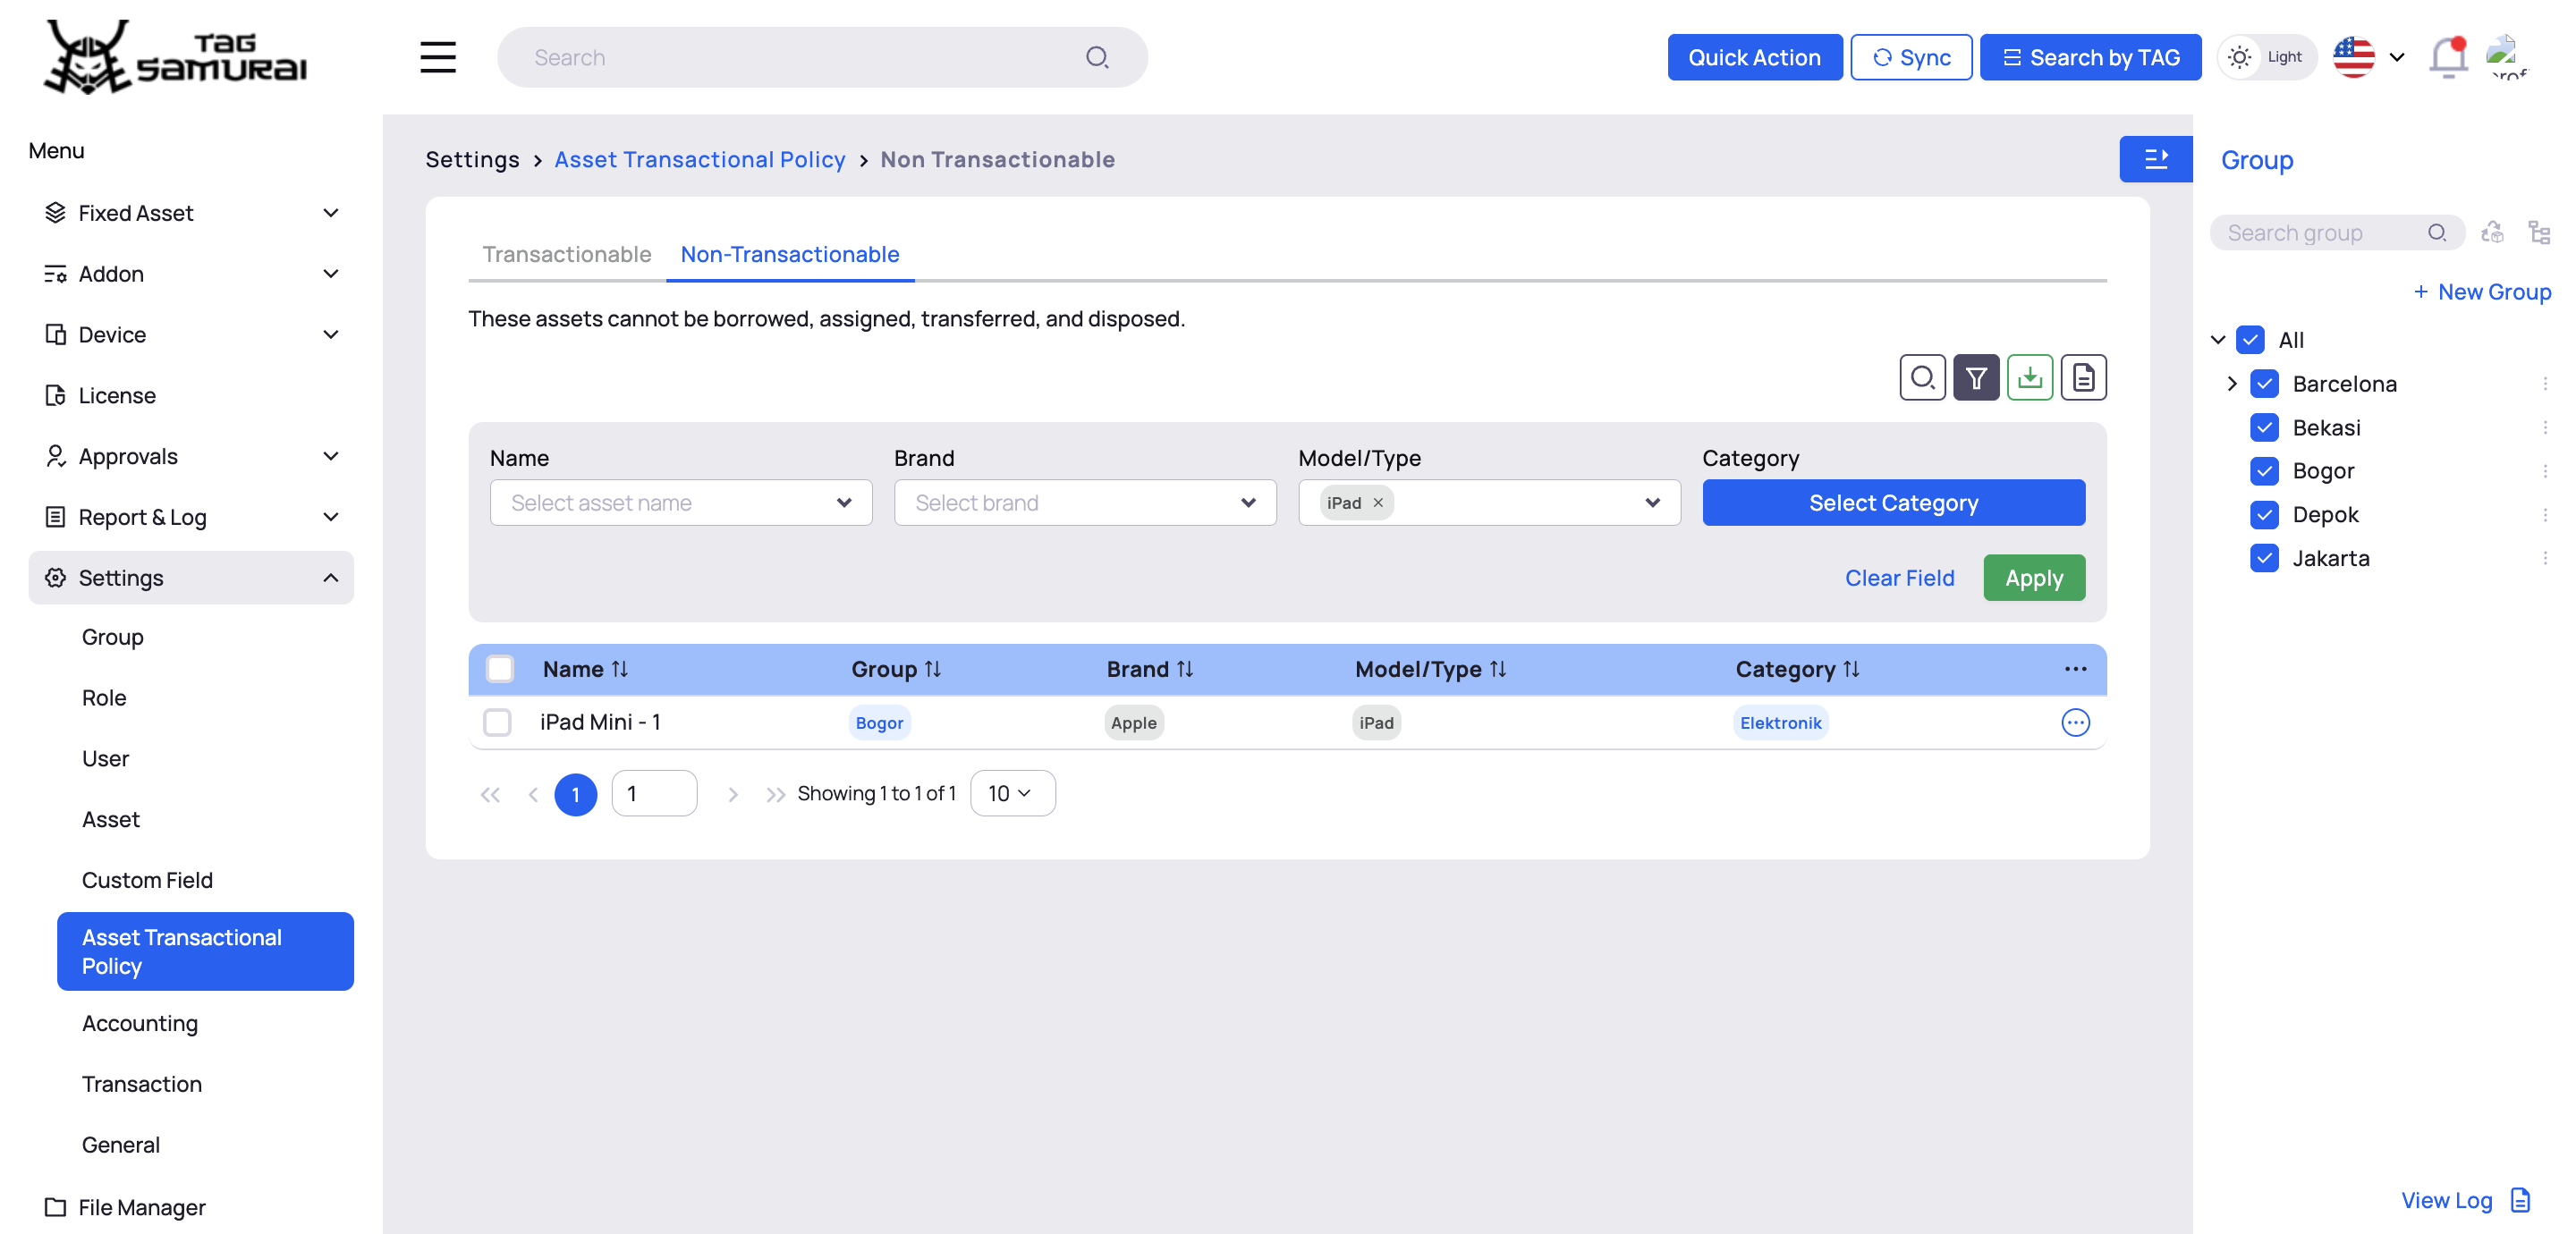 TAG
SAMURAI
Search
Quick Action
Sync
Search by TAG
Light
Menu
Fixed Asset
Addon
Device
License
Approvals
Report & Log
Settings
Group
Role
User
Asset
Custom Field
Asset Transactional
Policy
Accounting
Transaction
General
File Manager
Settings > Asset Transactional Policy > Non Transactionable
Transactionable Non-Transactionable
These assets cannot be borrowed, assigned, transferred, and disposed.
Name Brand Model/Type Category
Select asset name Select brand iPad × Select Category
Clear Field Apply
Name Group Brand Model/Type Category
iPad Mini - 1 Bogor Apple iPad Elektronik
1 1 Showing 1 to 1 of 1 10
Group
Search group
+ New Group
All
Barcelona
Bekasi
Bogor
Depok
Jakarta
View Log